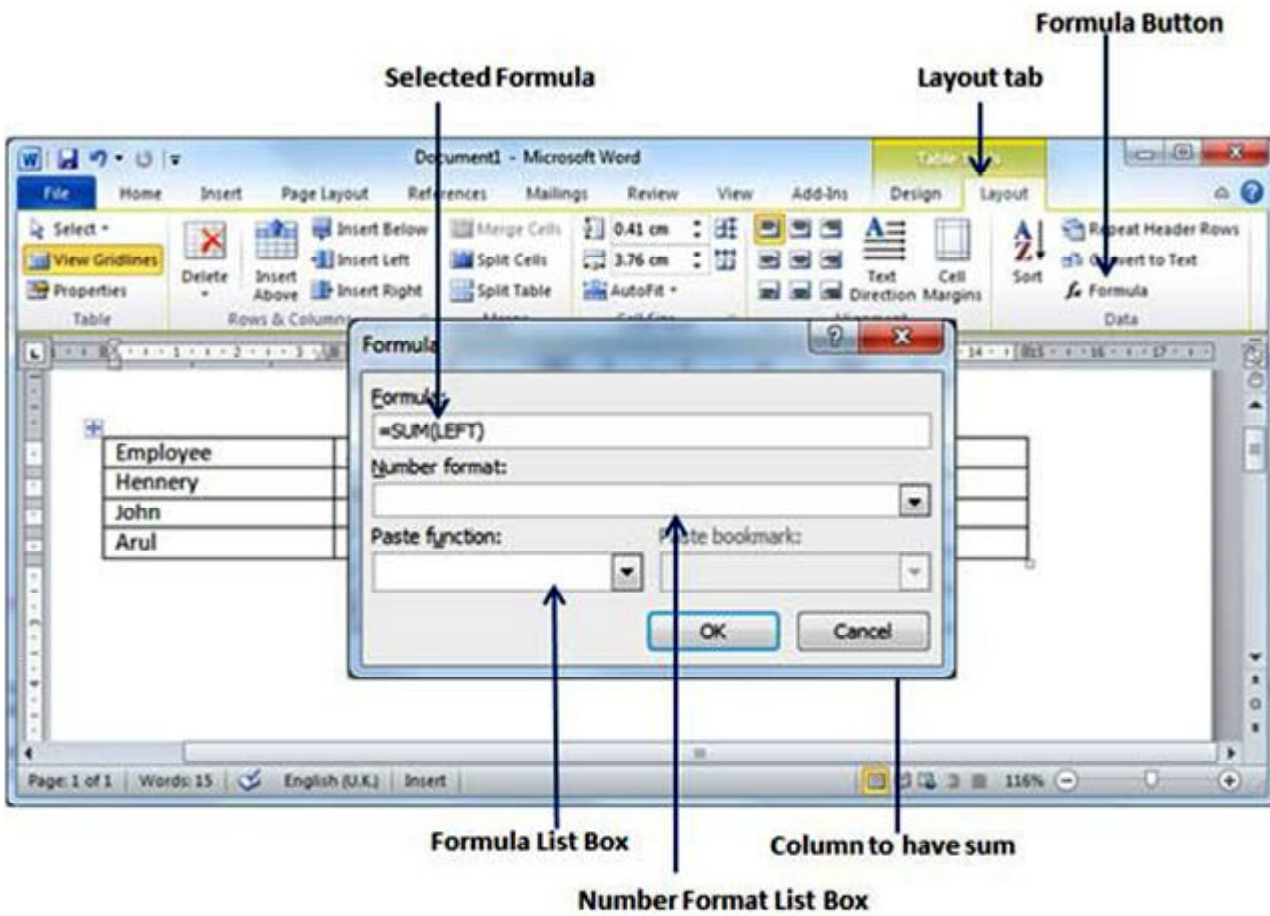 Formula Button
Selected Formula
Layout tab
Document1 - Microsoft Word
File Home Insert Page Layout References Mailings Review View Add-Ins Design Layout
Select
Insert Below
Merge Cells
0.41 cm
Repeat Header Rows
View Gridlines
Delete
Insert Above
Insert Left
Split Cells
3.76 cm
Text Direction
Cell Margins
Sort
Convert to Text
Properties
Insert Right
Split Table
AutoFit
Formula
Table
Rows & Columns
Data
Formula
Formula:
=SUM(LEFT)
Number format:
Paste function:
Paste bookmark:
OK
Cancel
Employee
Hennery
John
Arul
Page: 1 of 1 Words: 15 English (U.K.) Insert 116%
Formula List Box
Column to have sum
Number Format List Box